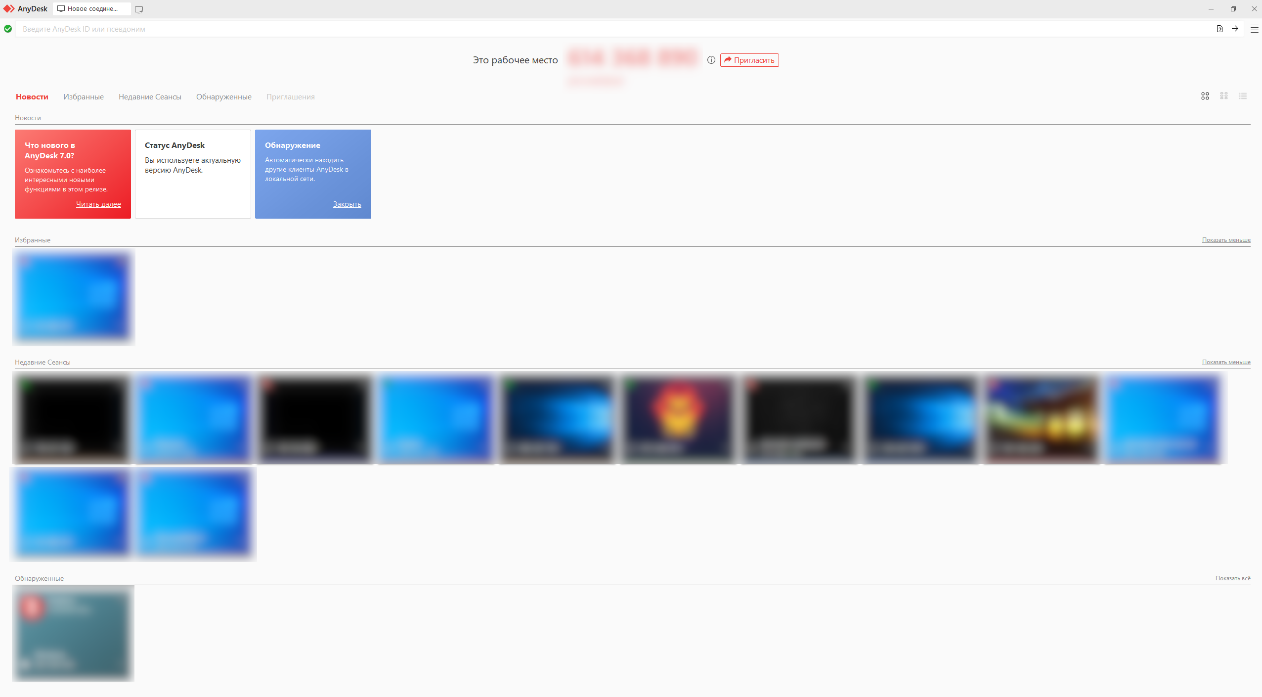 AnyDesk
Новое соедине...
Введите AnyDesk ID или псевдоним
Это рабочее место
Пригласить
Новости
Избранные
Недавние Сеансы
Обнаруженные
Приглашения
Новости
Что нового в
AnyDesk 7.0?
Ознакомьтесь с наиболее
интересными новыми
функциями в этом релизе.
Читать далее
Статус AnyDesk
Вы используете актуальную
версию AnyDesk.
Обнаружение
Автоматически находить
другие клиенты AnyDesk в
локальной сети.
Закрыть
Избранные
Показать меньше
Недавние Сеансы
Показать меньше
Обнаруженные
Показать всё